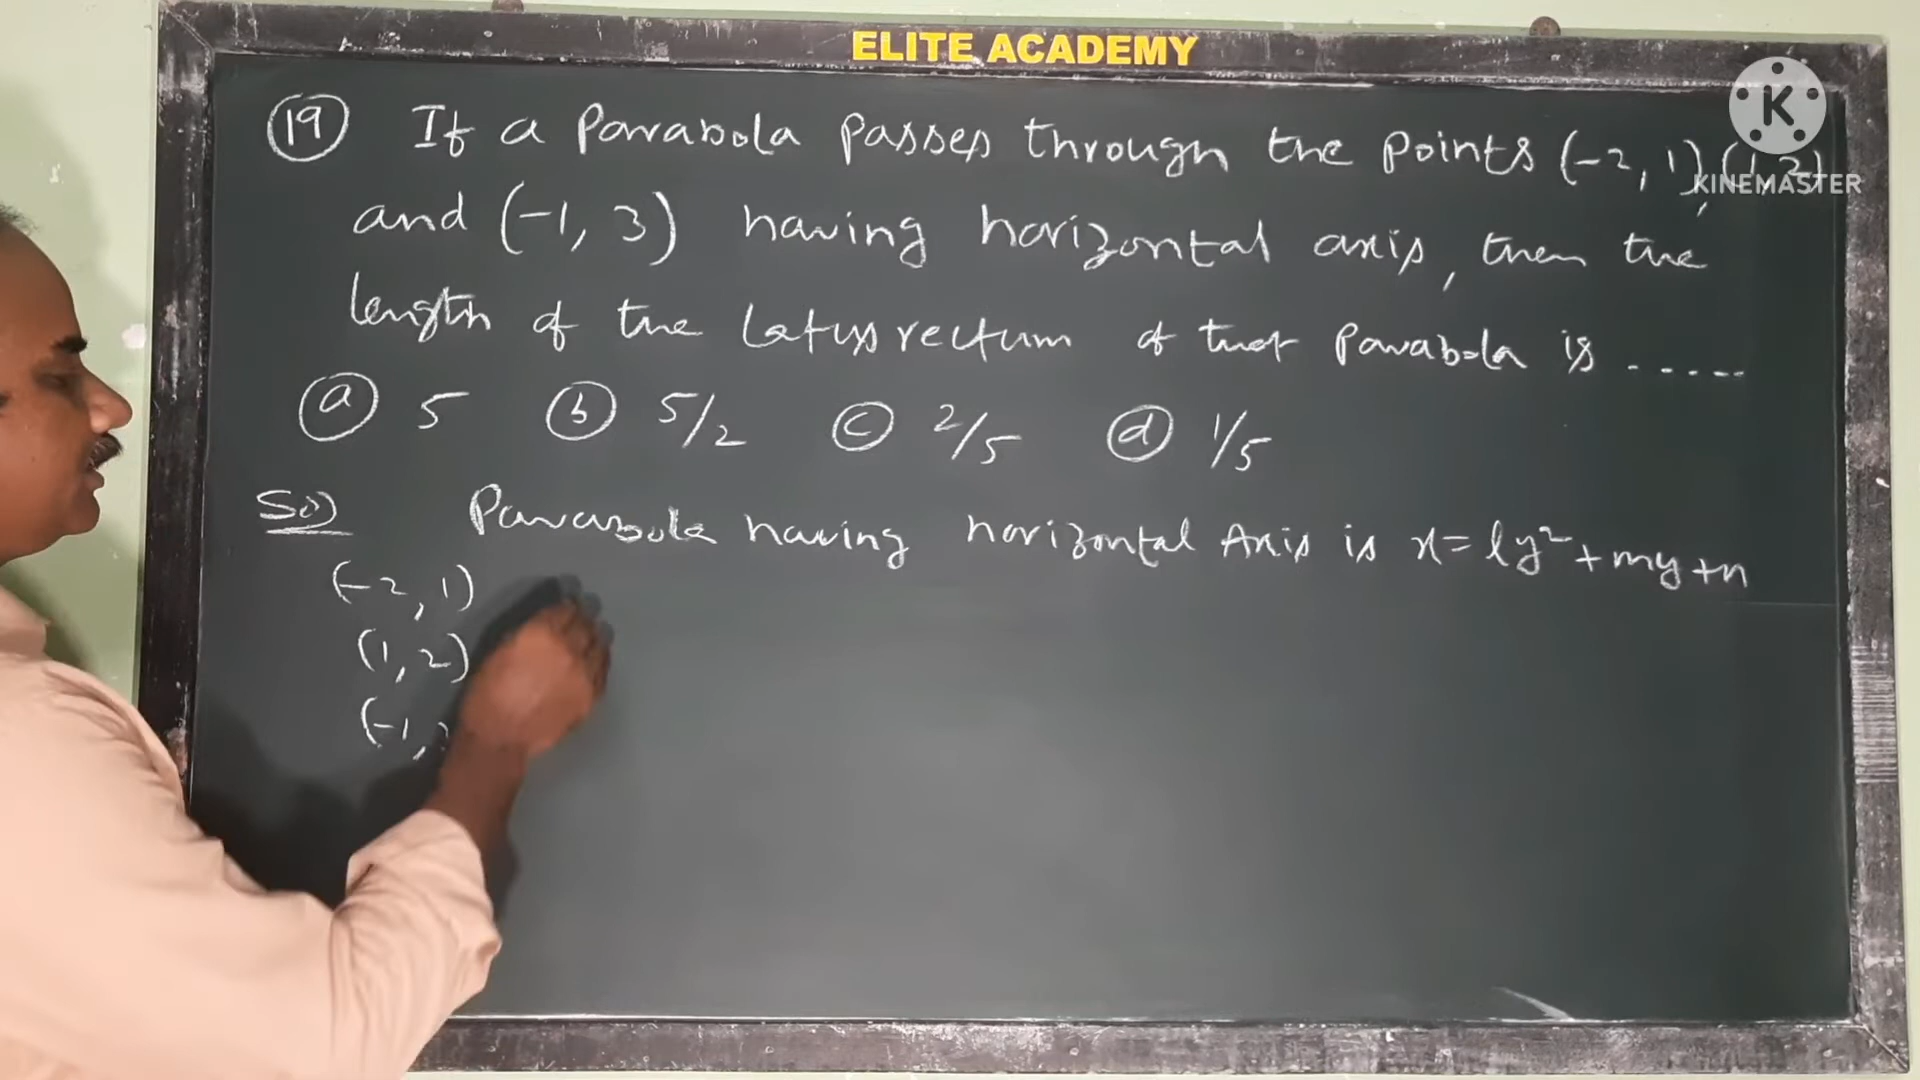 ELITE ACADEMY
K
KINEMASTER
(19) If a Parabola passes through the points (-2, 1), (1, 2)
and (-1, 3) having horizontal axis, then the
length of the Latus rectum of that Parabola is .....
(a) 5 (b) 5/2 (c) 2/5 (d) 1/5
Sol Parabola having horizontal Axis is x = ly² + my + n
(-2, 1)
(1, 2)
(-1,